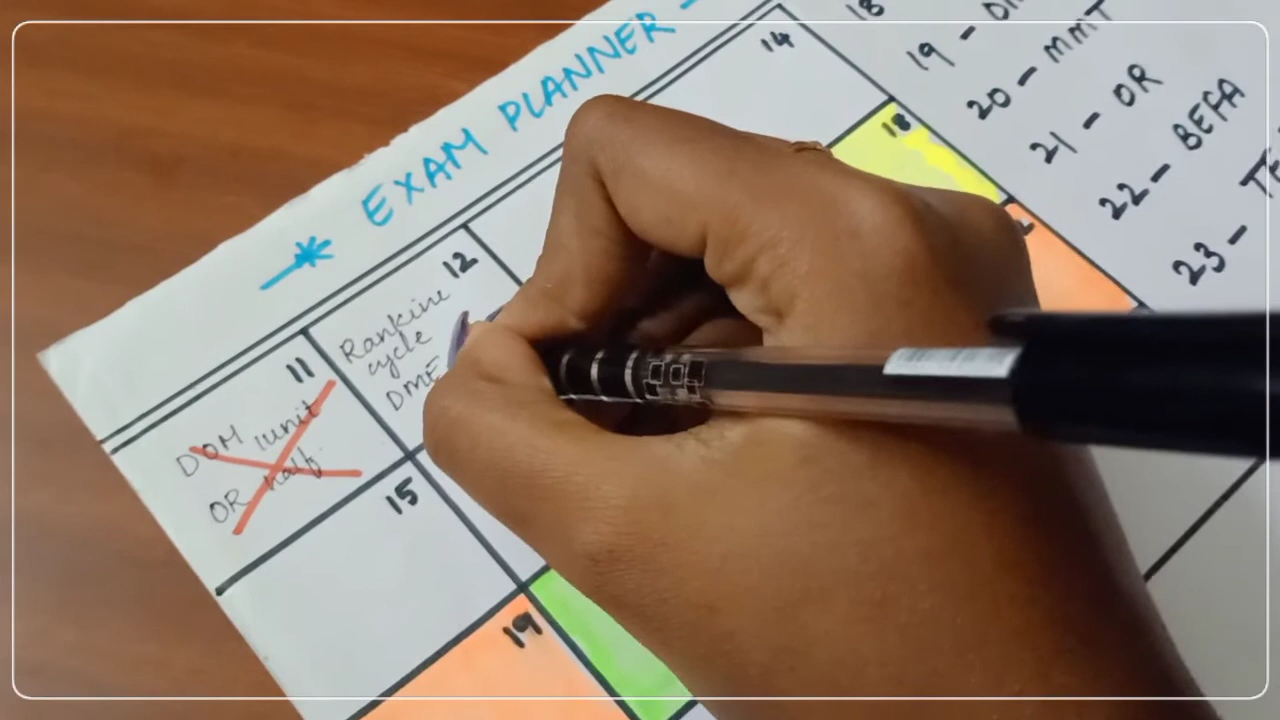 * EXAM PLANNER -
14
18
12
Rankine
cycle
DME
11
DOM 1unit
OR half.
15
19
18
19 - DM
20 - MMT
21 - OR
22 - BEFA
23 - TE